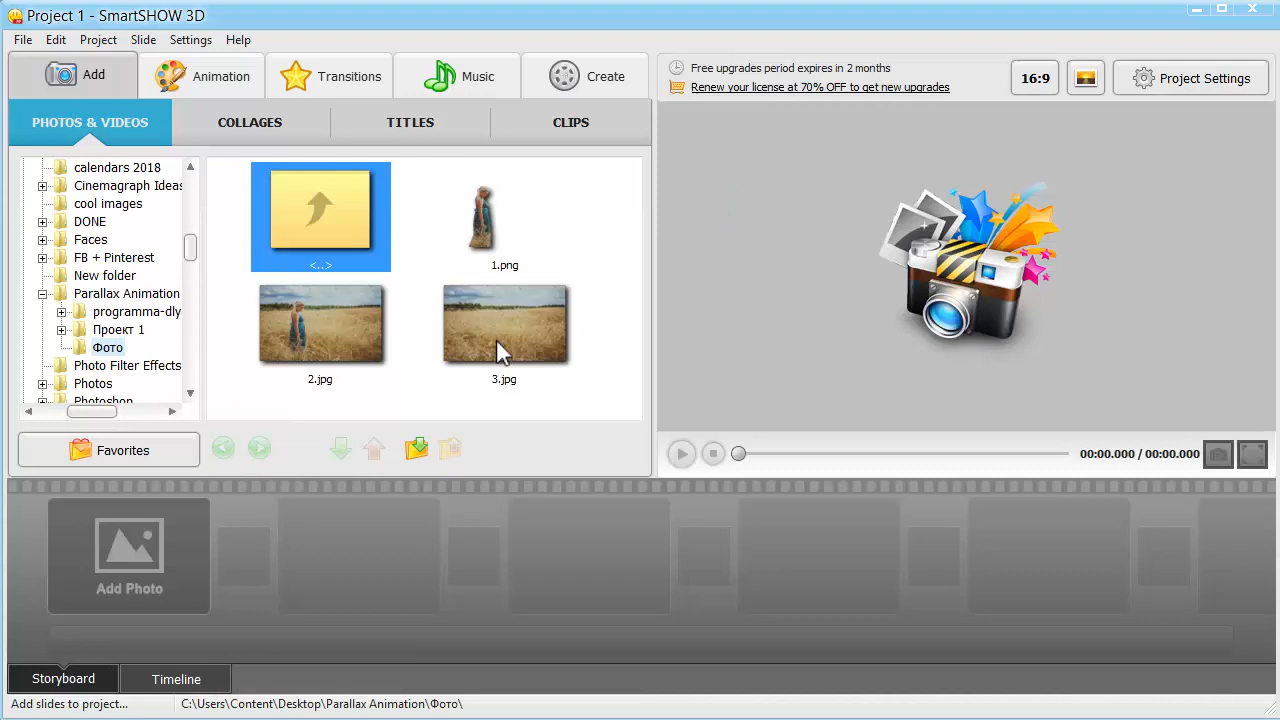 Project 1 - SmartSHOW 3D
File Edit Project Slide Settings Help
Add
Animation
Transitions
Music
Create
Free upgrades period expires in 2 months
Renew your license at 70% OFF to get new upgrades
16:9
Project Settings
PHOTOS & VIDEOS
COLLAGES
TITLES
CLIPS
calendars 2018
Cinemagraph Ideas
cool images
DONE
Faces
FB + Pinterest
New folder
Parallax Animation
programma-dly
Проект 1
Фото
Photo Filter Effects
Photos
Photoshop
<..>
1.png
2.jpg
3.jpg
Favorites
00:00.000 / 00:00.000
Add Photo
Storyboard
Timeline
Add slides to project...
C:\Users\Content\Desktop\Parallax Animation\Фото\